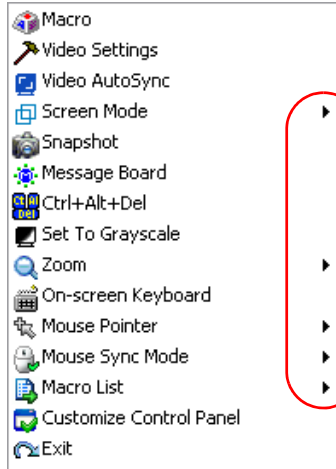 Macro
Video Settings
Video AutoSync
Screen Mode
Snapshot
Message Board
Ctrl+Alt+Del
Set To Grayscale
Zoom
On-screen Keyboard
Mouse Pointer
Mouse Sync Mode
Macro List
Customize Control Panel
Exit